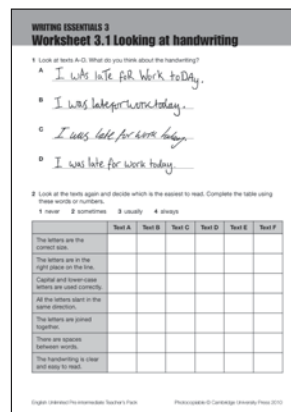 WRITING ESSENTIALS 3
Worksheet 3.1 Looking at handwriting
1 Look at texts A–D. What do you think about the handwriting?
A I wAs laTe foR WoRk toDAy.
B I was lateforworktoday.
C I was late for work today.
D I was late for work today.
2 Look at the texts again and decide which is the easiest to read. Complete the table using
these words or numbers.
1 never 2 sometimes 3 usually 4 always
Text A Text B Text C Text D Text E Text F
The letters are the
correct size.
The letters are in the
right place on the line.
Capital and lower-case
letters are used correctly.
All the letters slant in the
same direction.
The letters are joined
together.
There are spaces
between words.
The handwriting is clear
and easy to read.
English Unlimited Pre-intermediate Teacher's Pack Photocopiable © Cambridge University Press 2010